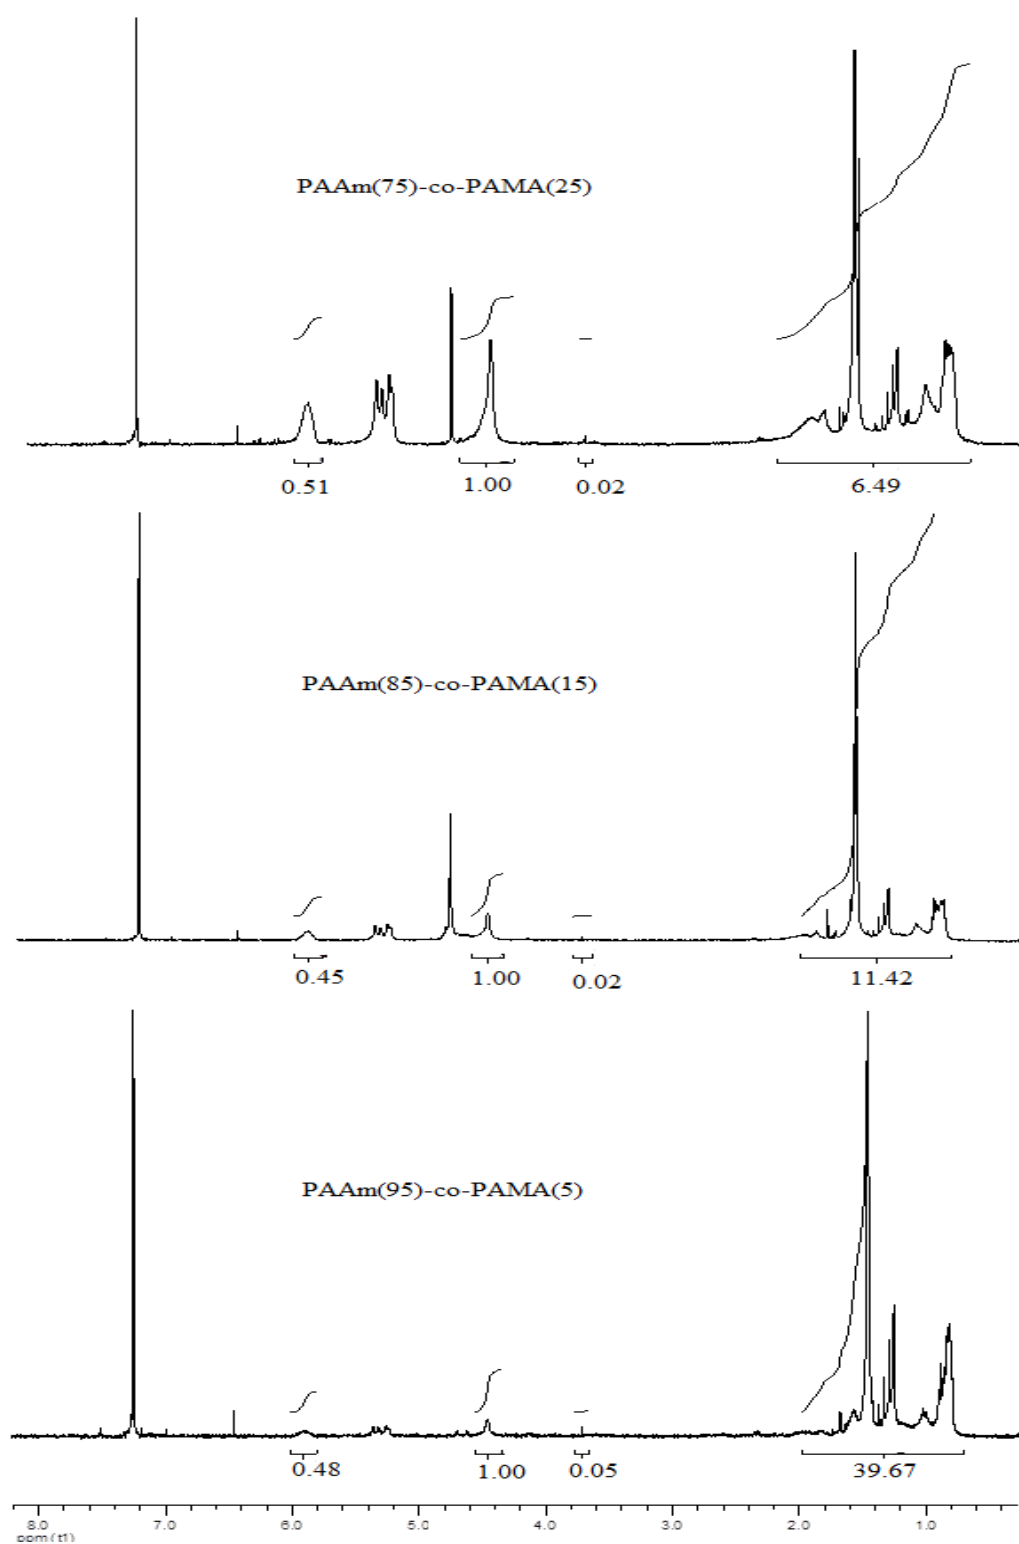 PAAm(75)-co-PAMA(25)
0.51 1.00 0.02 6.49
PAAm(85)-co-PAMA(15)
0.45 1.00 0.02 11.42
PAAm(95)-co-PAMA(5)
0.48 1.00 0.05 39.67
8.0 7.0 6.0 5.0 4.0 3.0 2.0 1.0
ppm (t1)